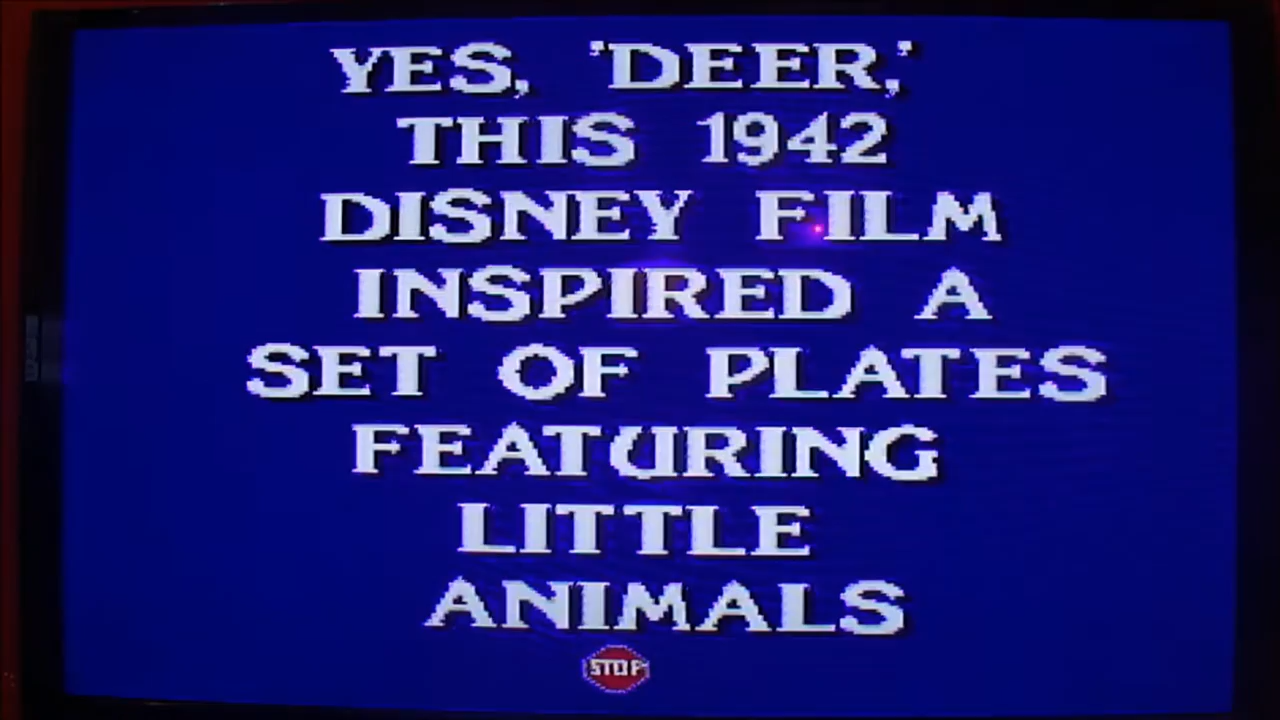 YES, 'DEER,'
THIS 1942
DISNEY FILM
INSPIRED A
SET OF PLATES
FEATURING
LITTLE
ANIMALS
STOP